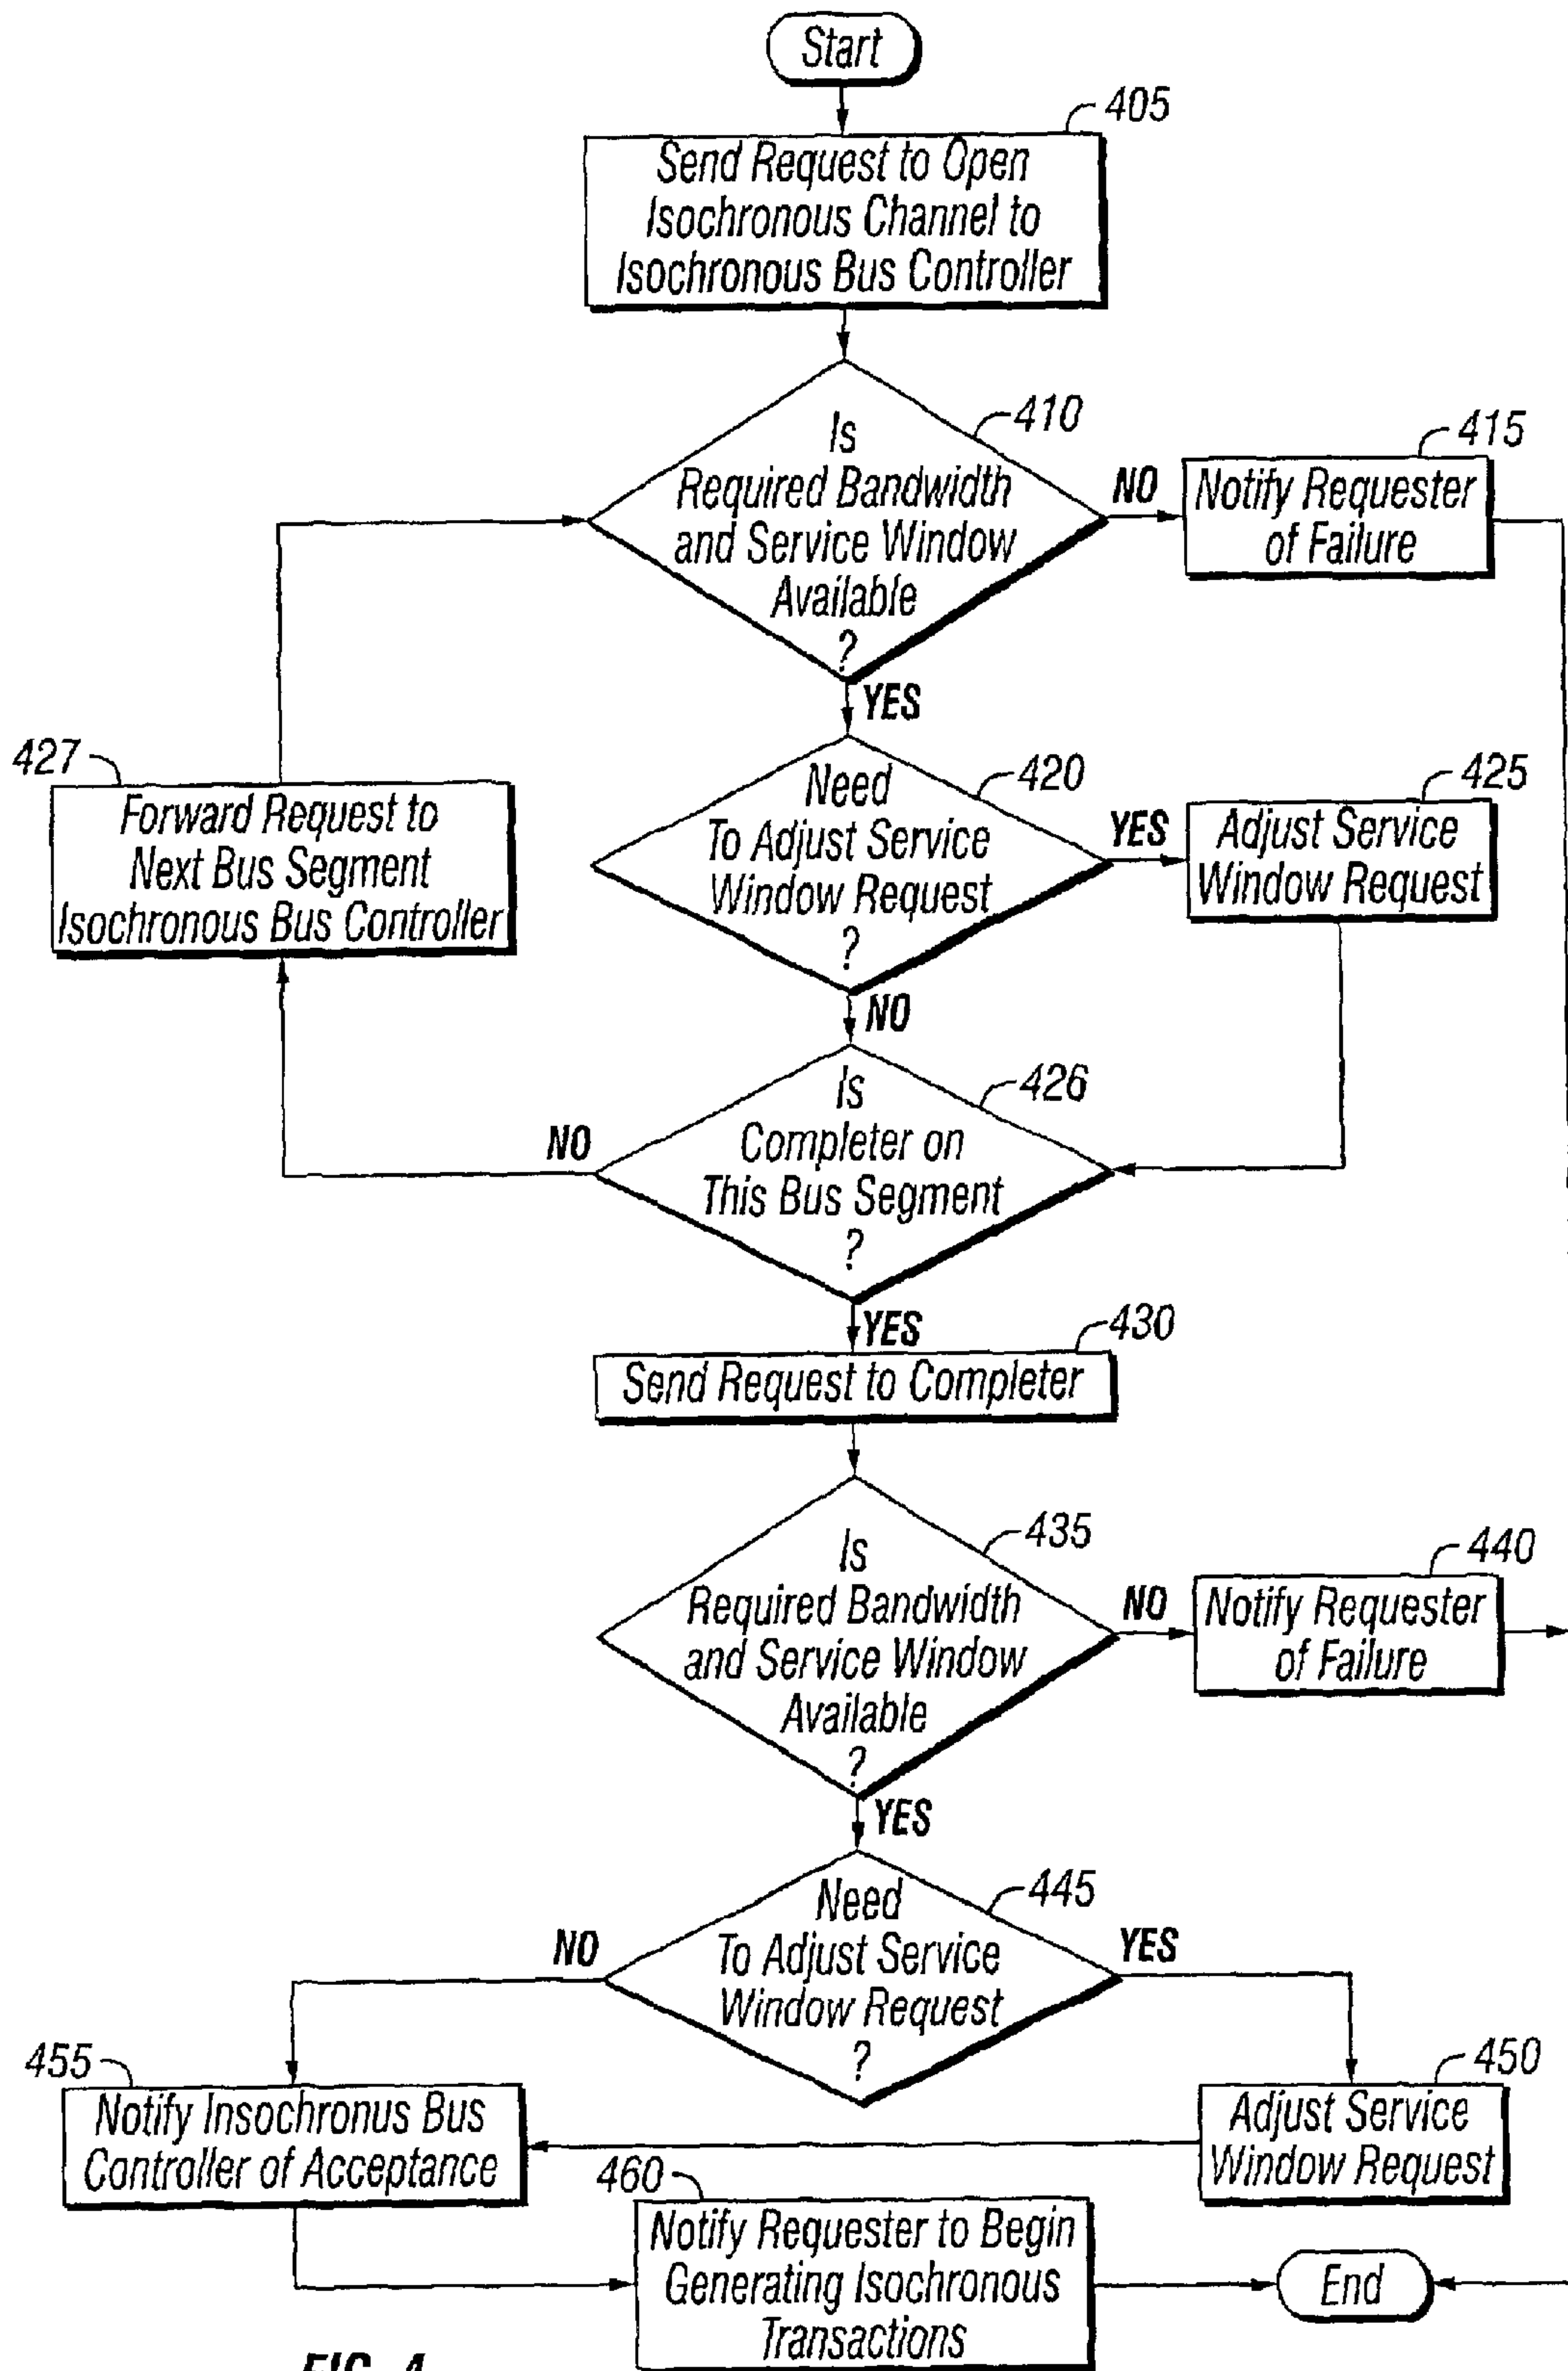 Start
405
Send Request to Open
Isochronous Channel to
Isochronous Bus Controller
410
Is
Required Bandwidth
and Service Window
Available
?
NO
415
Notify Requester
of Failure
YES
427
Forward Request to
Next Bus Segment
Isochronous Bus Controller
420
Need
To Adjust Service
Window Request
?
YES
425
Adjust Service
Window Request
NO
426
Is
Completer on
This Bus Segment
?
NO
YES
430
Send Request to Completer
435
Is
Required Bandwidth
and Service Window
Available
?
NO
440
Notify Requester
of Failure
YES
445
Need
To Adjust Service
Window Request
?
NO
YES
455
Notify Insochronus Bus
Controller of Acceptance
450
Adjust Service
Window Request
460
Notify Requester to Begin
Generating Isochronous
Transactions
End
FIG. 4